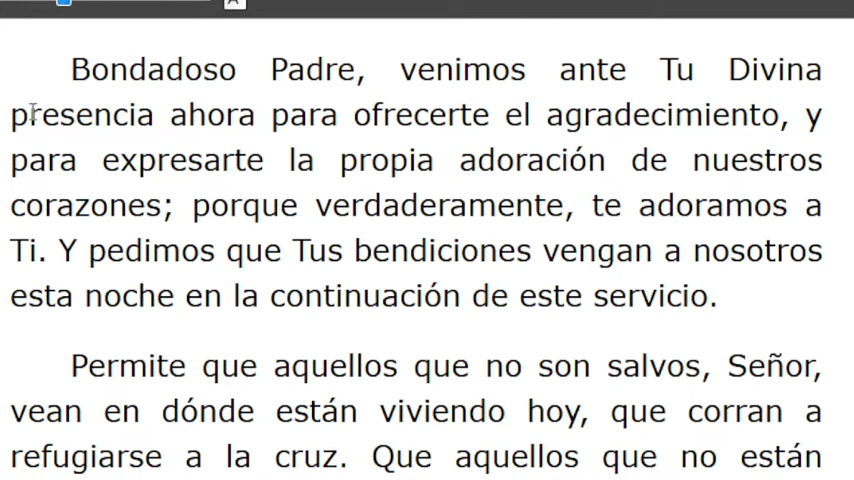 Bondadoso Padre, venimos ante Tu Divina
presencia ahora para ofrecerte el agradecimiento, y
para expresarte la propia adoración de nuestros
corazones; porque verdaderamente, te adoramos a
Ti. Y pedimos que Tus bendiciones vengan a nosotros
esta noche en la continuación de este servicio.
Permite que aquellos que no son salvos, Señor,
vean en dónde están viviendo hoy, que corran a
refugiarse a la cruz. Que aquellos que no están